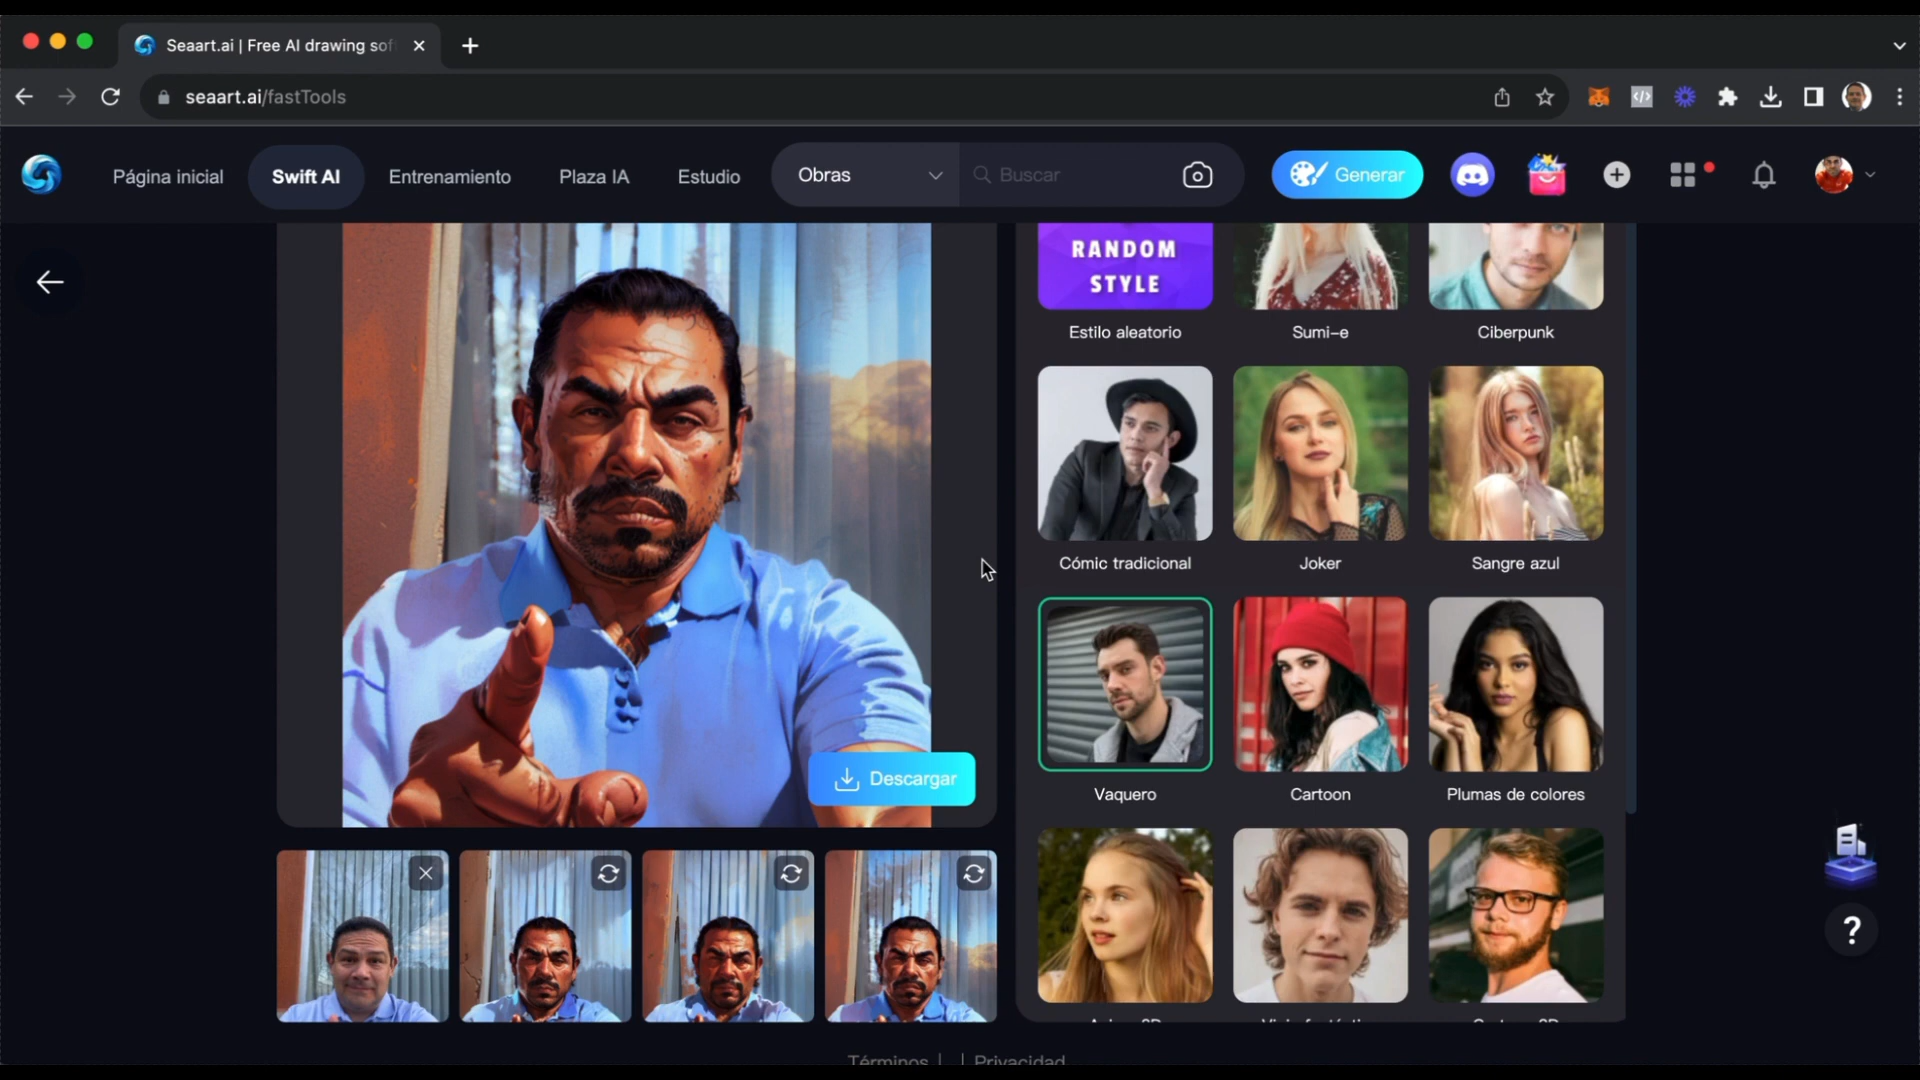 Seaart.ai | Free AI drawing sof
seaart.ai/fastTools
Página inicial
Swift AI
Entrenamiento
Plaza IA
Estudio
Obras
Buscar
Generar
RANDOM
STYLE
Estilo aleatorio
Sumi-e
Ciberpunk
Cómic tradicional
Joker
Sangre azul
Descargar
Vaquero
Cartoon
Plumas de colores
?
Términos | | Privacidad